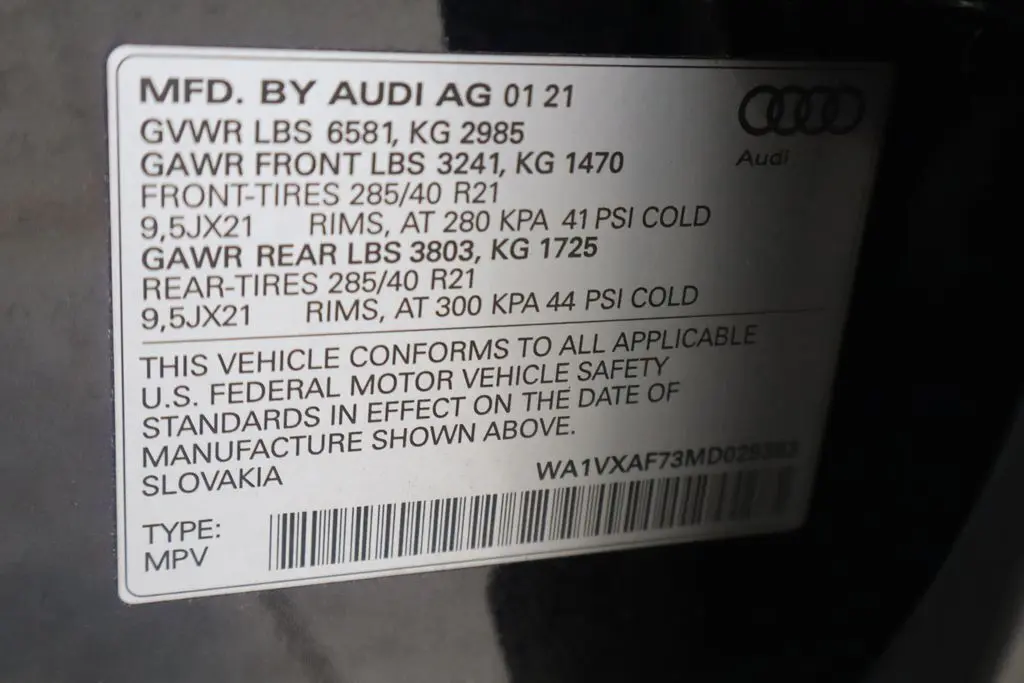 MFD. BY AUDI AG 01 21
GVWR LBS 6581, KG 2985
GAWR FRONT LBS 3241, KG 1470
FRONT-TIRES 285/40 R21
9,5JX21 RIMS, AT 280 KPA 41 PSI COLD
GAWR REAR LBS 3803, KG 1725
REAR-TIRES 285/40 R21
9,5JX21 RIMS, AT 300 KPA 44 PSI COLD
Audi
THIS VEHICLE CONFORMS TO ALL APPLICABLE
U.S. FEDERAL MOTOR VEHICLE SAFETY
STANDARDS IN EFFECT ON THE DATE OF
MANUFACTURE SHOWN ABOVE.
SLOVAKIA
TYPE:
MPV